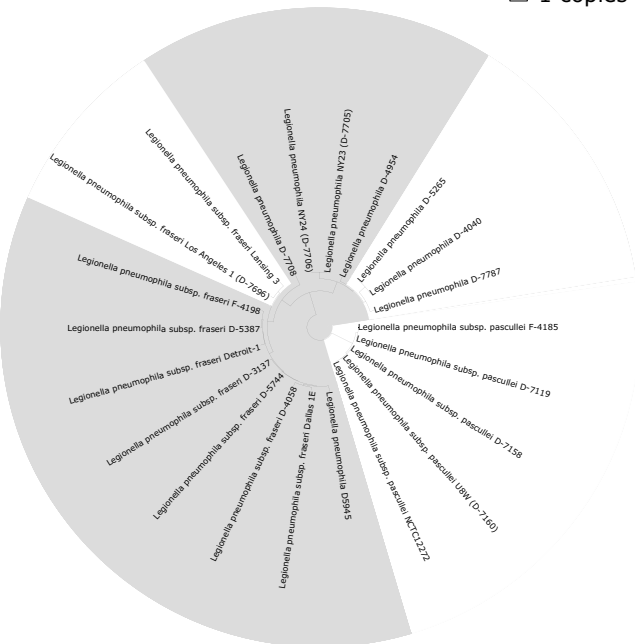 1 copies
Legionella pneumophila subsp. fraseri Los Angeles 1 (D-7696)
Legionella pneumophila subsp. fraseri Lansing 3
Legionella pneumophila D-7708
Legionella pneumophila NY24 (D-7706)
Legionella pneumophila NY23 (D-7705)
Legionella pneumophila D-4954
Legionella pneumophila D-5265
Legionella pneumophila D-4040
Legionella pneumophila D-7787
Legionella pneumophila subsp. pascullei F-4185
Legionella pneumophila subsp. pascullei D-7119
Legionella pneumophila subsp. pascullei D-7158
Legionella pneumophila subsp. pascullei U8W (D-7160)
Legionella pneumophila subsp. pascullei NCTC12272
Legionella pneumophila D5945
Legionella pneumophila subsp. fraseri Dallas 1E
Legionella pneumophila subsp. fraseri D-4058
Legionella pneumophila subsp. fraseri D-5744
Legionella pneumophila subsp. fraseri D-3137
Legionella pneumophila subsp. fraseri Detroit-1
Legionella pneumophila subsp. fraseri D-5387
Legionella pneumophila subsp. fraseri F-4198